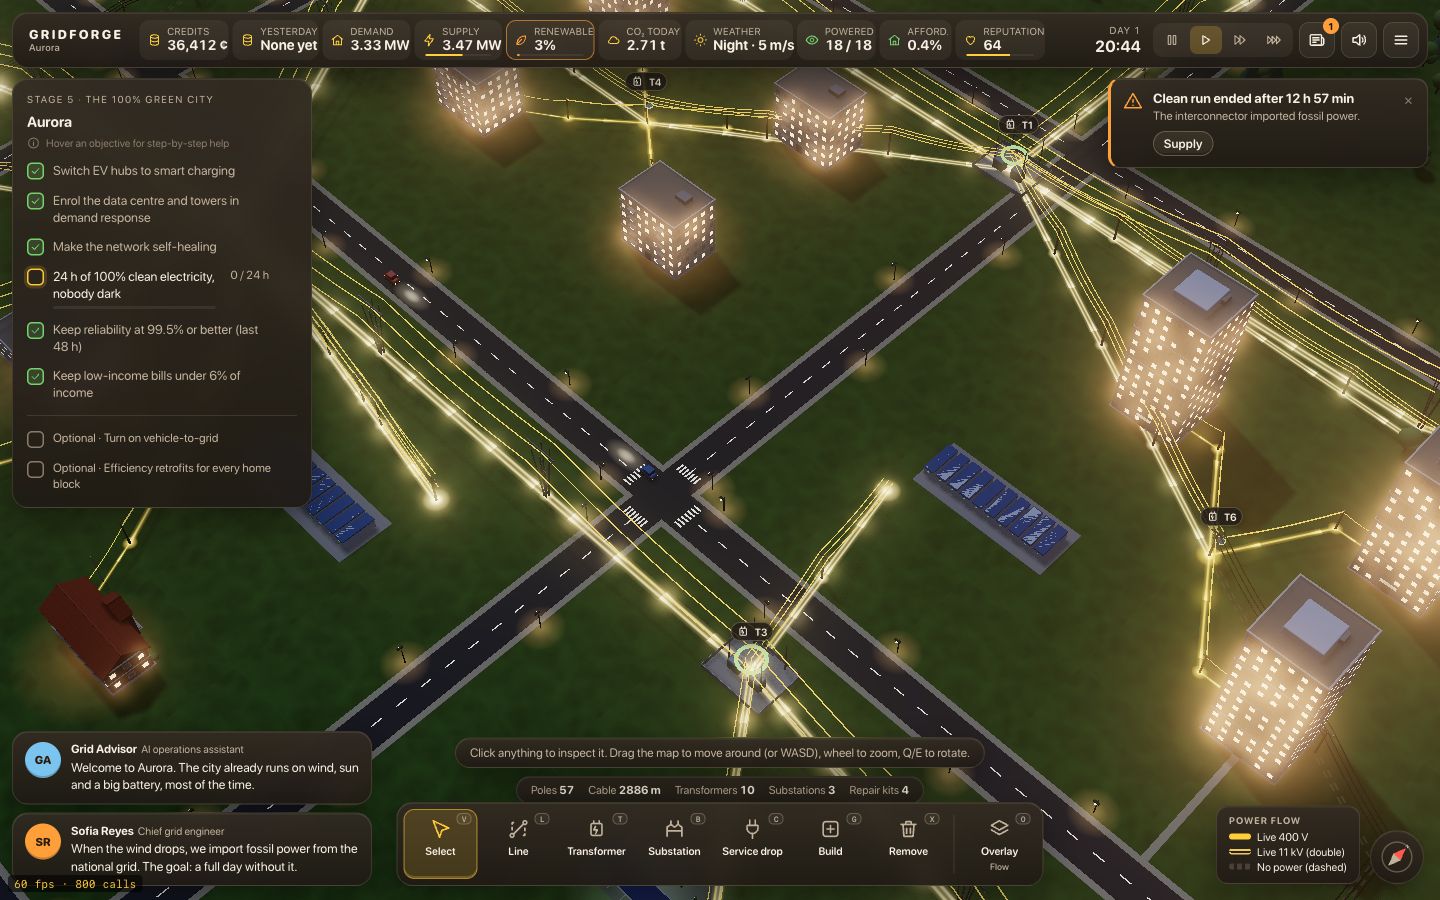 GRIDFORGE
Aurora
CREDITS
36,412 ¢
YESTERDAY
None yet
DEMAND
3.33 MW
SUPPLY
3.47 MW
RENEWABLE
3%
CO₂ TODAY
2.71 t
WEATHER
Night · 5 m/s
POWERED
18 / 18
AFFORD.
0.4%
REPUTATION
64
DAY 1
20:44
1
STAGE 5 · THE 100% GREEN CITY
Aurora
Hover an objective for step-by-step help
Switch EV hubs to smart charging
Enrol the data centre and towers in
demand response
Make the network self-healing
24 h of 100% clean electricity,
nobody dark
0 / 24 h
Keep reliability at 99.5% or better (last
48 h)
Keep low-income bills under 6% of
income
Optional · Turn on vehicle-to-grid
Optional · Efficiency retrofits for every home
block
Clean run ended after 12 h 57 min
×
The interconnector imported fossil power.
Supply
T4
T1
T6
T3
GA
Grid Advisor AI operations assistant
Welcome to Aurora. The city already runs on wind, sun
and a big battery, most of the time.
SR
Sofia Reyes Chief grid engineer
When the wind drops, we import fossil power from the
national grid. The goal: a full day without it.
60 fps · 800 calls
Click anything to inspect it. Drag the map to move around (or WASD), wheel to zoom, Q/E to rotate.
Poles 57 Cable 2886 m Transformers 10 Substations 3 Repair kits 4
V
Select
L
Line
T
Transformer
B
Substation
C
Service drop
G
Build
X
Remove
O
Overlay
Flow
POWER FLOW
Live 400 V
Live 11 kV (double)
No power (dashed)